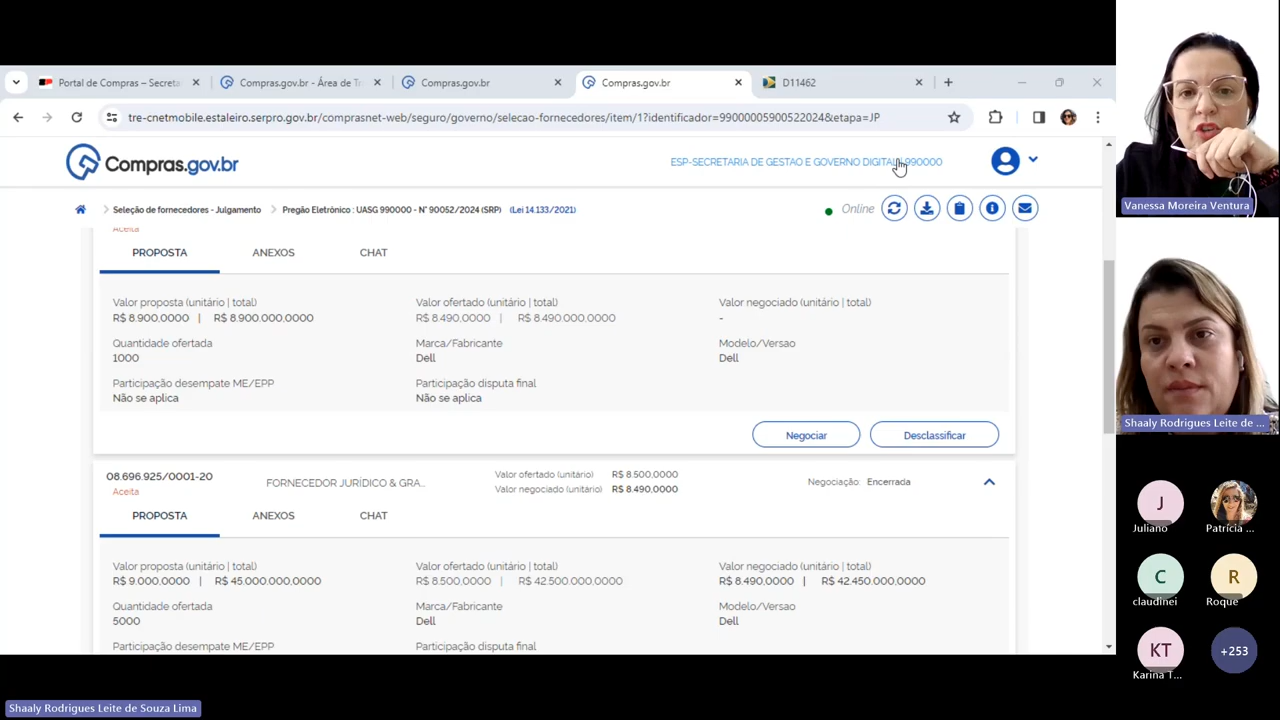 Portal de Compras – Secreta
Compras.gov.br - Área de Tr
Compras.gov.br
Compras.gov.br
D11462
tre-cnetmobile.estaleiro.serpro.gov.br/comprasnet-web/seguro/governo/selecao-fornecedores/item/1?identificador=99000005900522024&etapa=JP
Compras.gov.br
ESP-SECRETARIA DE GESTAO E GOVERNO DIGITAL 990000
Seleção de fornecedores - Julgamento
Pregão Eletrônico : UASG 990000 - N° 90052/2024 (SRP) (Lei 14.133/2021)
Online
Aceita
PROPOSTA ANEXOS CHAT
Valor proposta (unitário | total) Valor ofertado (unitário | total) Valor negociado (unitário | total)
R$ 8.900,0000 | R$ 8.900.000,0000 R$ 8.490,0000 | R$ 8.490.000,0000 -
Quantidade ofertada Marca/Fabricante Modelo/Versao
1000 Dell Dell
Participação desempate ME/EPP Participação disputa final
Não se aplica Não se aplica
Negociar Desclassificar
08.696.925/0001-20 FORNECEDOR JURÍDICO & GRA... Valor ofertado (unitário) R$ 8.500,0000 Negociação: Encerrada
Aceita Valor negociado (unitário) R$ 8.490,0000
PROPOSTA ANEXOS CHAT
Valor proposta (unitário | total) Valor ofertado (unitário | total) Valor negociado (unitário | total)
R$ 9.000,0000 | R$ 45.000.000,0000 R$ 8.500,0000 | R$ 42.500.000,0000 R$ 8.490,0000 | R$ 42.450.000,0000
Quantidade ofertada Marca/Fabricante Modelo/Versao
5000 Dell Dell
Participação desempate ME/EPP Participação disputa final
Vanessa Moreira Ventura
Shaaly Rodrigues Leite de ...
J
Juliano
Patrícia ...
C
claudinei
R
Roque
KT
Karina T...
+253
Shaaly Rodrigues Leite de Souza Lima